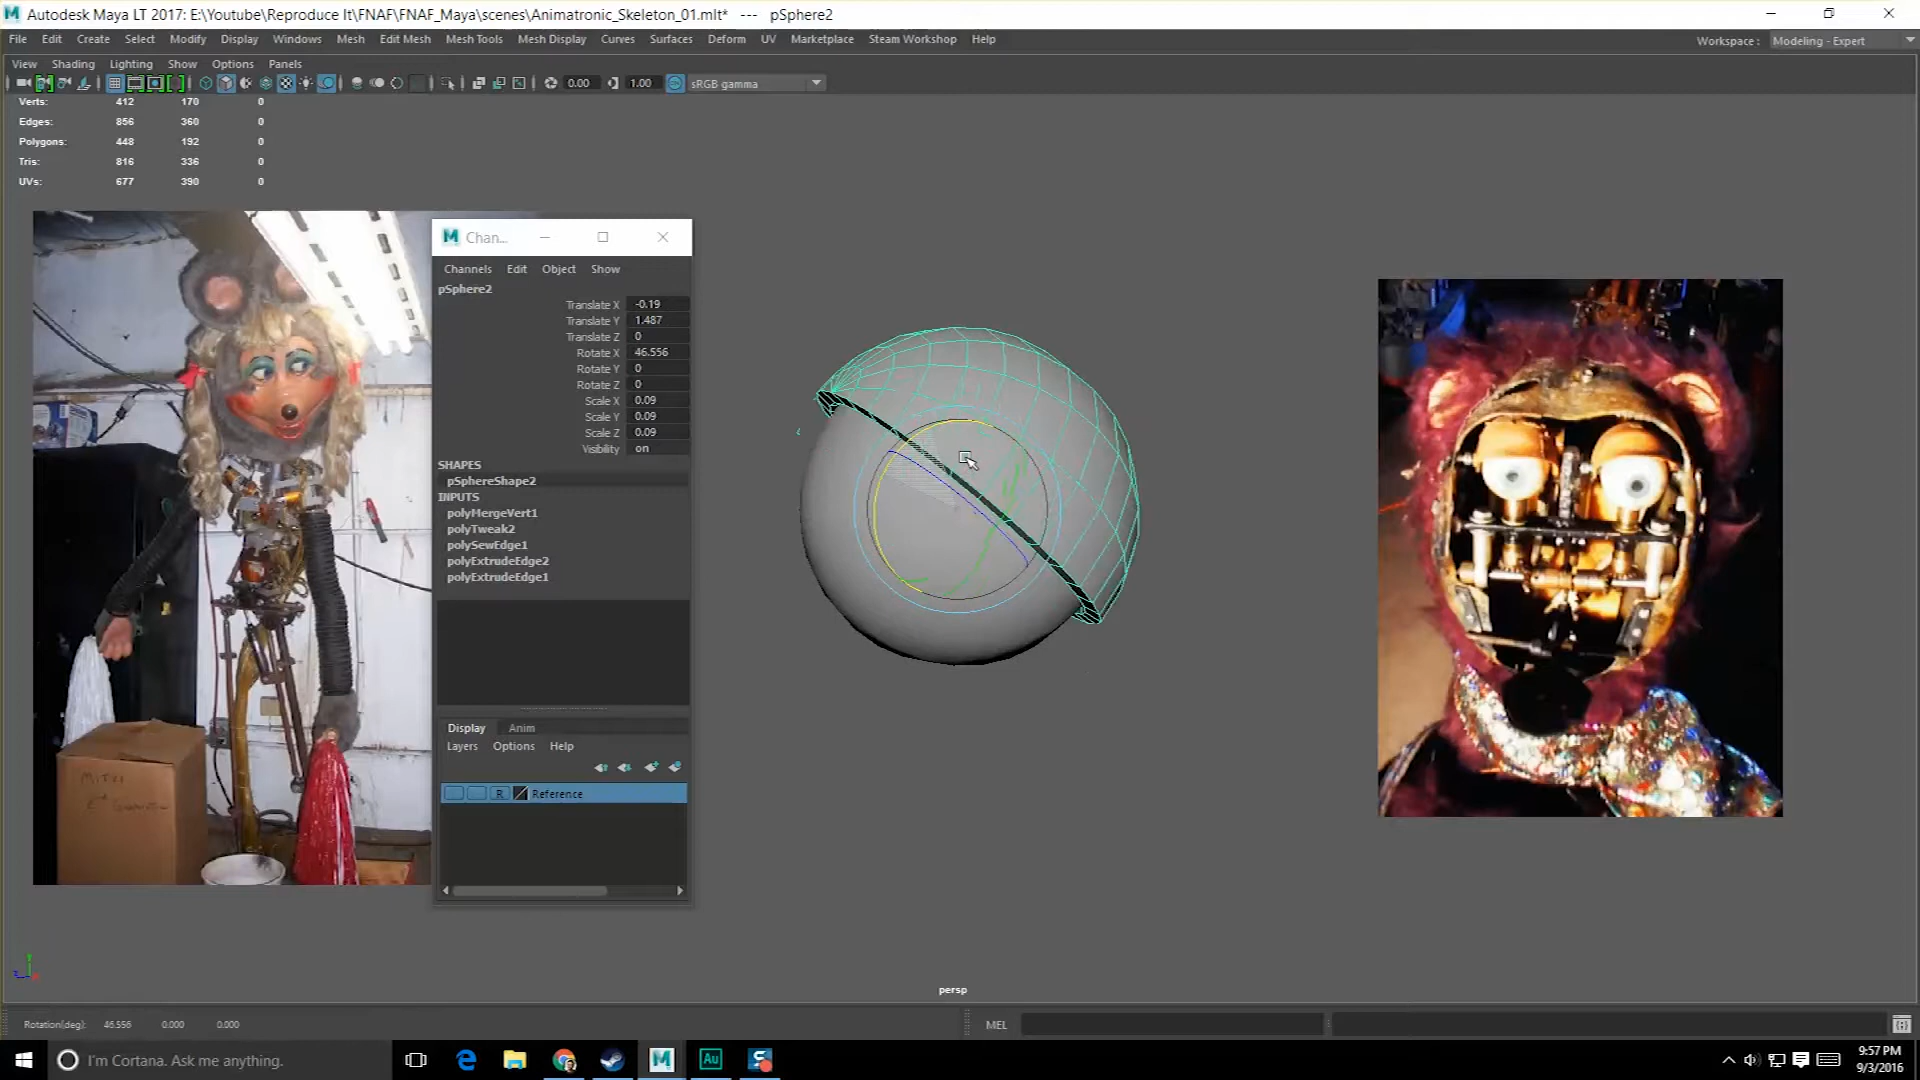 Autodesk Maya LT 2017: E:\Youtube\Reproduce It\FNAF\FNAF_Maya\scenes\Animatronic_Skeleton_01.mlt* --- pSphere2
File Edit Create Select Modify Display Windows Mesh Edit Mesh Mesh Tools Mesh Display Curves Surfaces Deform UV Marketplace Steam Workshop Help Workspace : Modeling - Expert
View Shading Lighting Show Options Panels
0.00 1.00 sRGB gamma
Verts: 412 170 0
Edges: 856 360 0
Polygons: 448 192 0
Tris: 816 336 0
UVs: 677 390 0
Chan...
Channels Edit Object Show
pSphere2
Translate X -0.19
Translate Y 1.487
Translate Z 0
Rotate X 46.556
Rotate Y 0
Rotate Z 0
Scale X 0.09
Scale Y 0.09
Scale Z 0.09
Visibility on
SHAPES
pSphereShape2
INPUTS
polyMergeVert1
polyTweak2
polySewEdge1
polyExtrudeEdge2
polyExtrudeEdge1
Display Anim
Layers Options Help
R Reference
MITZI
persp
Rotation(deg): 46.556 0.000 0.000
MEL
I'm Cortana. Ask me anything.
Au
9:57 PM
9/3/2016